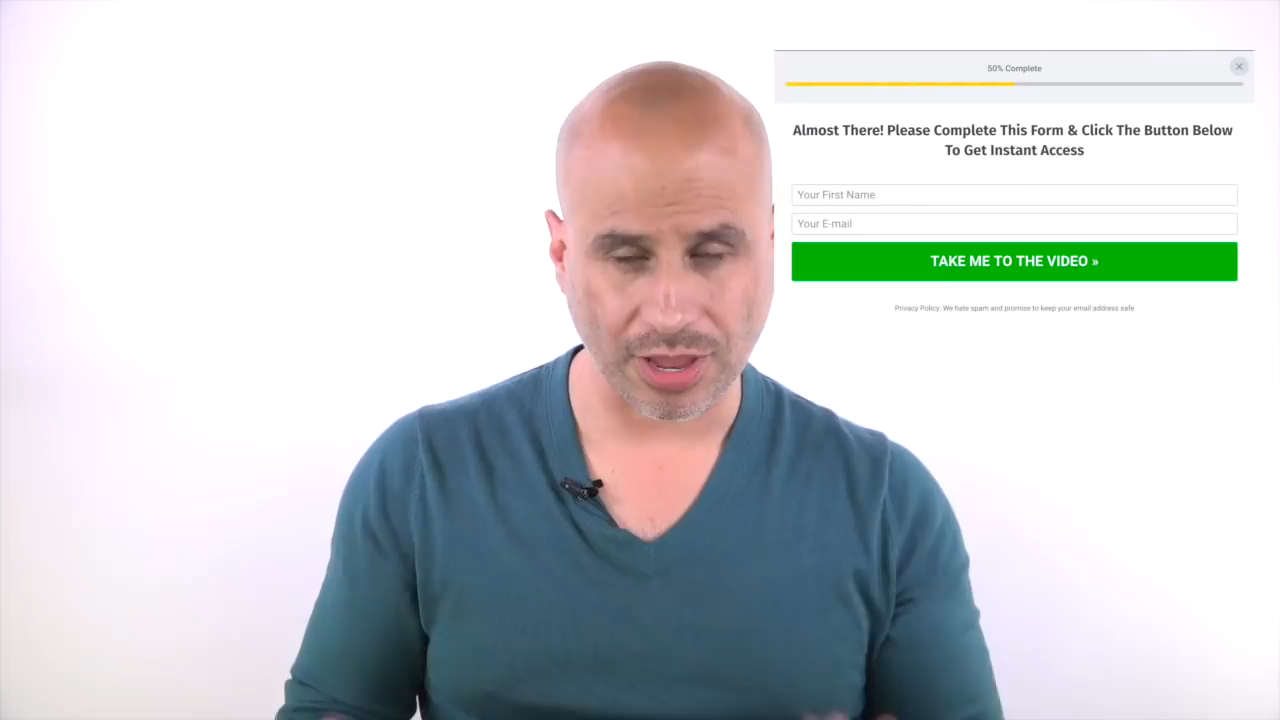 50% Complete
Almost There! Please Complete This Form & Click The Button Below
To Get Instant Access
Your First Name
Your E-mail
TAKE ME TO THE VIDEO »
Privacy Policy: We hate spam and promise to keep your email address safe